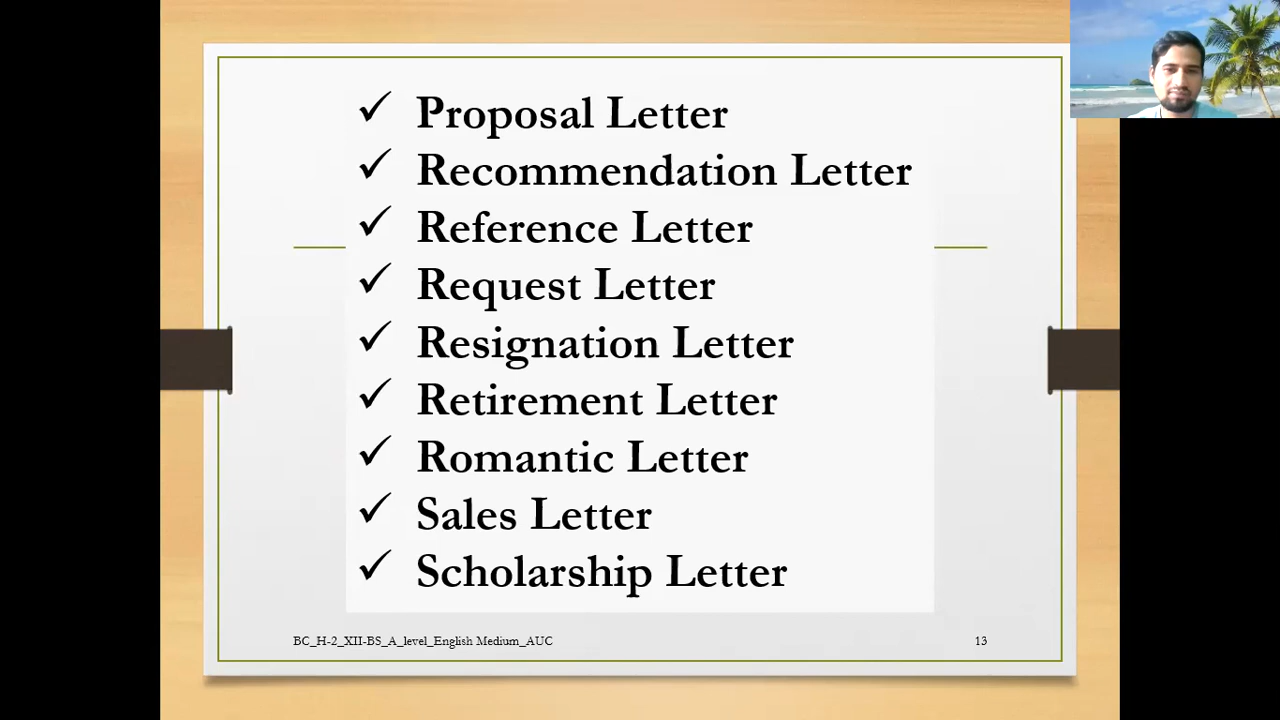 ✓ Proposal Letter
✓ Recommendation Letter
✓ Reference Letter
✓ Request Letter
✓ Resignation Letter
✓ Retirement Letter
✓ Romantic Letter
✓ Sales Letter
✓ Scholarship Letter
BC_H-2_XII-BS_A_level_English Medium_AUC 13